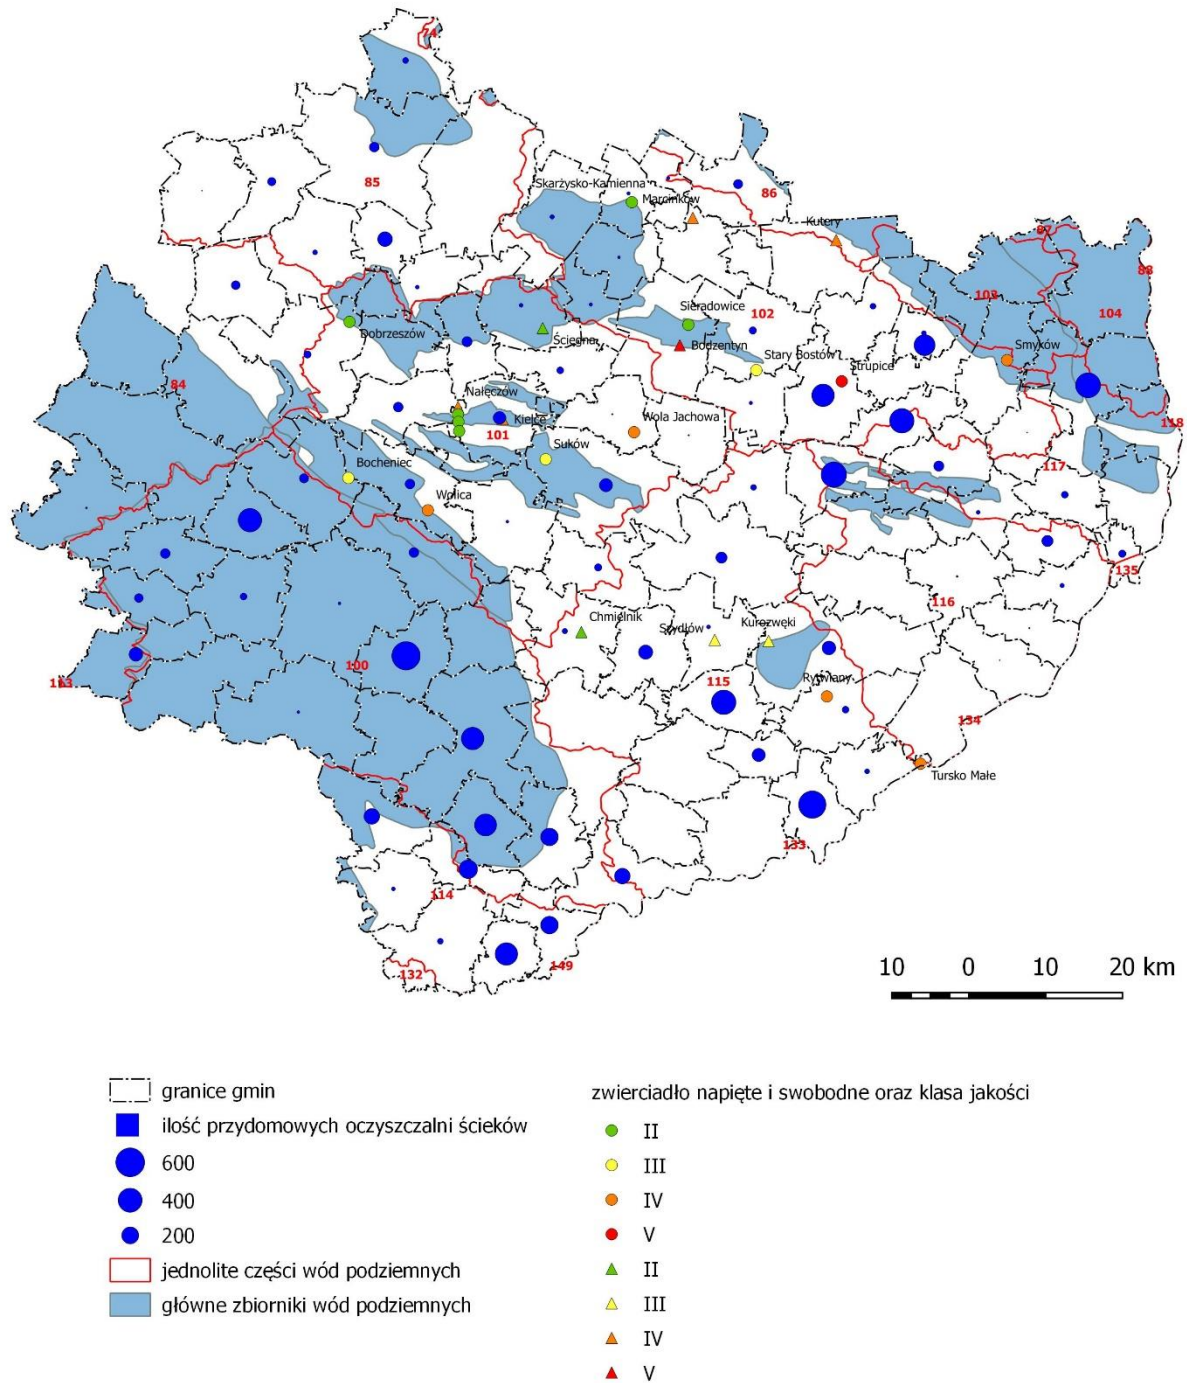 74
85
Skarżysko-Kamienna
Marcinków
86
Kutery
87
88
Sieradowice
102
103
104
Dobrzeszów
Ściegna
Bodzentyn
Stary Bostów
Strupice
Smyków
84
Nałęczów
Kielce
101
Wola Jachowa
118
Suków
117
Bocheniec
Wolica
135
116
Chmielnik
Szydłów
Kurozwęki
100
113
115
Rytwiany
134
Tursko Małe
133
114
132
149
10 0 10 20 km
granice gmin
ilość przydomowych oczyszczalni ścieków
600
400
200
jednolite części wód podziemnych
główne zbiorniki wód podziemnych
zwierciadło napięte i swobodne oraz klasa jakości
II
III
IV
V
II
III
IV
V